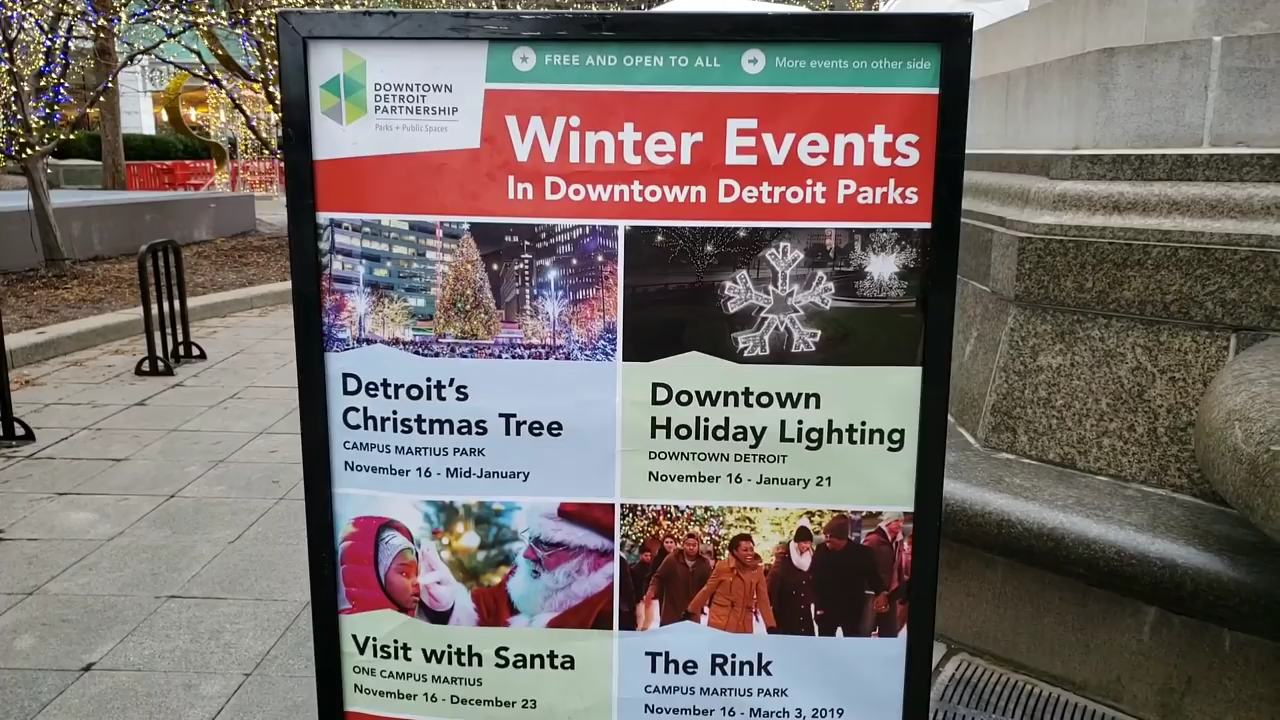 DOWNTOWN
DETROIT
PARTNERSHIP
Parks + Public Spaces
FREE AND OPEN TO ALL
More events on other side
Winter Events
In Downtown Detroit Parks
Detroit's
Christmas Tree
CAMPUS MARTIUS PARK
November 16 - Mid-January
Downtown
Holiday Lighting
DOWNTOWN DETROIT
November 16 - January 21
Visit with Santa
ONE CAMPUS MARTIUS
November 16 - December 23
The Rink
CAMPUS MARTIUS PARK
November 16 - March 3, 2019